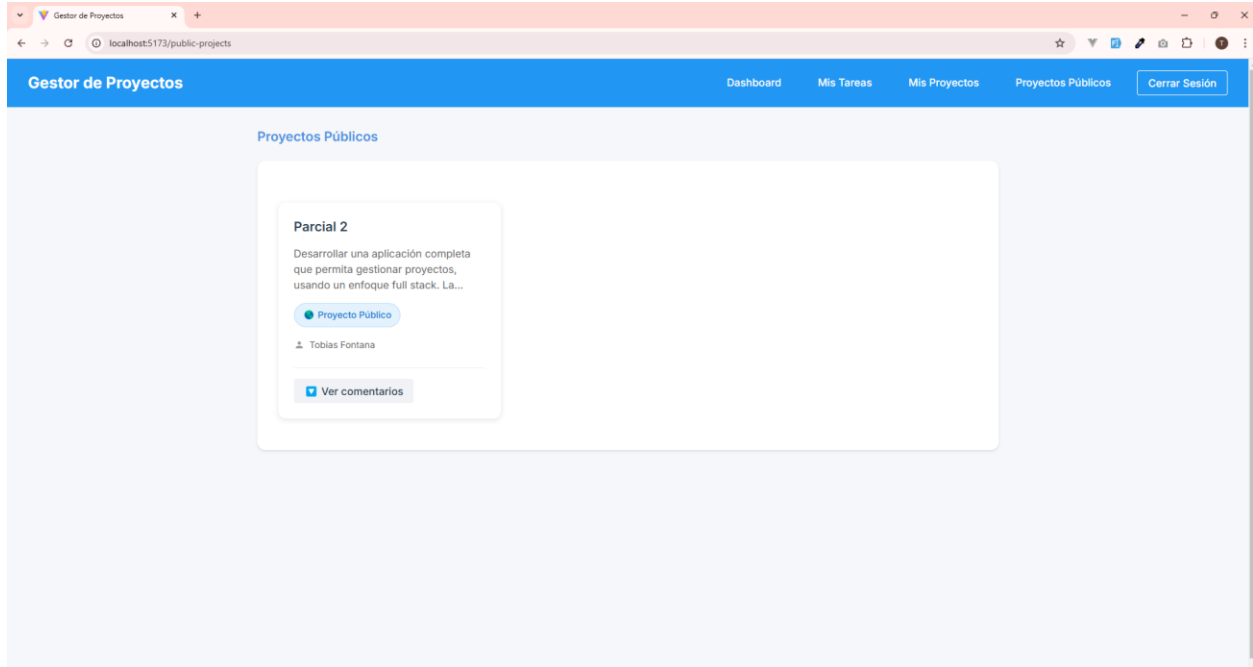 Gestor de Proyectos
localhost:5173/public-projects
Gestor de Proyectos
Dashboard
Mis Tareas
Mis Proyectos
Proyectos Públicos
Cerrar Sesión
Proyectos Públicos
Parcial 2
Desarrollar una aplicación completa
que permita gestionar proyectos,
usando un enfoque full stack. La...
Proyecto Público
Tobias Fontana
Ver comentarios